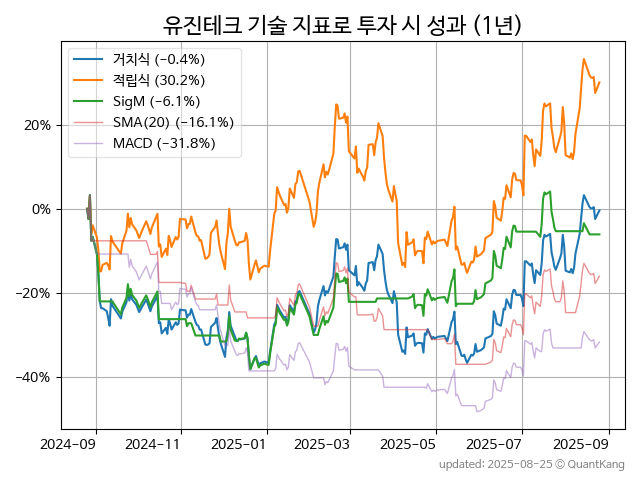 유진테크 기술 지표로 투자 시 성과 (1년)
거치식 (−0.4%)
적립식 (30.2%)
SigM (−6.1%)
SMA(20) (−16.1%)
MACD (−31.8%)
20%
0%
−20%
−40%
2024−09 2024−11 2025−01 2025−03 2025−05 2025−07 2025−09
updated: 2025−08−25 ⓒ QuantKang